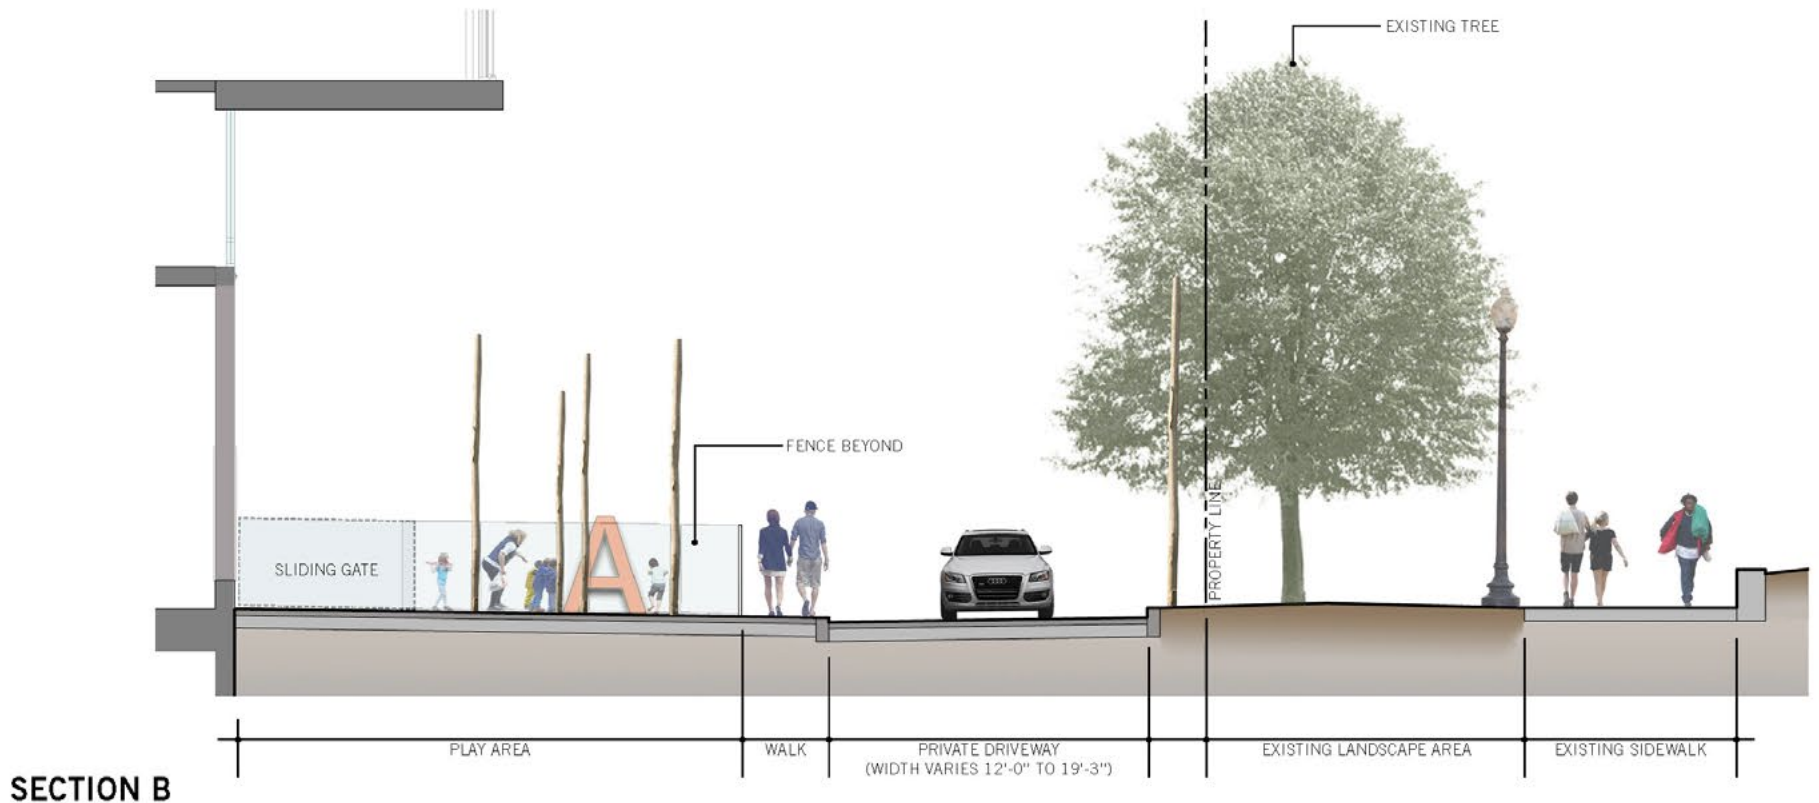 EXISTING TREE
FENCE BEYOND
SLIDING GATE
A
PROPERTY LINE
PLAY AREA
WALK
PRIVATE DRIVEWAY
(WIDTH VARIES 12'-0" TO 19'-3")
EXISTING LANDSCAPE AREA
EXISTING SIDEWALK
SECTION B